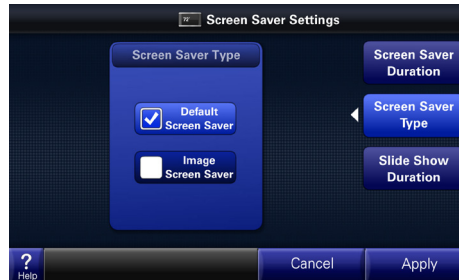 Screen Saver Settings
Screen Saver Type
Default
Screen Saver
Image
Screen Saver
Screen Saver
Duration
Screen Saver
Type
Slide Show
Duration
?
Help
Cancel
Apply